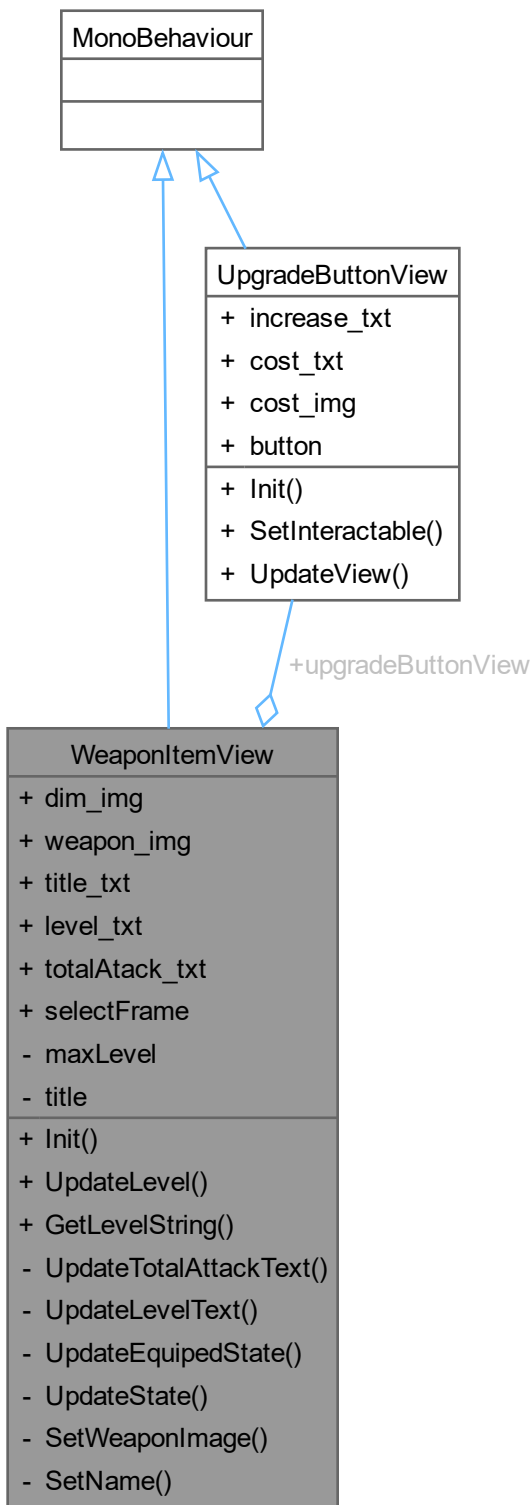 MonoBehaviour
UpgradeButtonView
+ increase_txt
+ cost_txt
+ cost_img
+ button
+ Init()
+ SetInteractable()
+ UpdateView()
+upgradeButtonView
WeaponItemView
+ dim_img
+ weapon_img
+ title_txt
+ level_txt
+ totalAtack_txt
+ selectFrame
- maxLevel
- title
+ Init()
+ UpdateLevel()
+ GetLevelString()
- UpdateTotalAttackText()
- UpdateLevelText()
- UpdateEquipedState()
- UpdateState()
- SetWeaponImage()
- SetName()